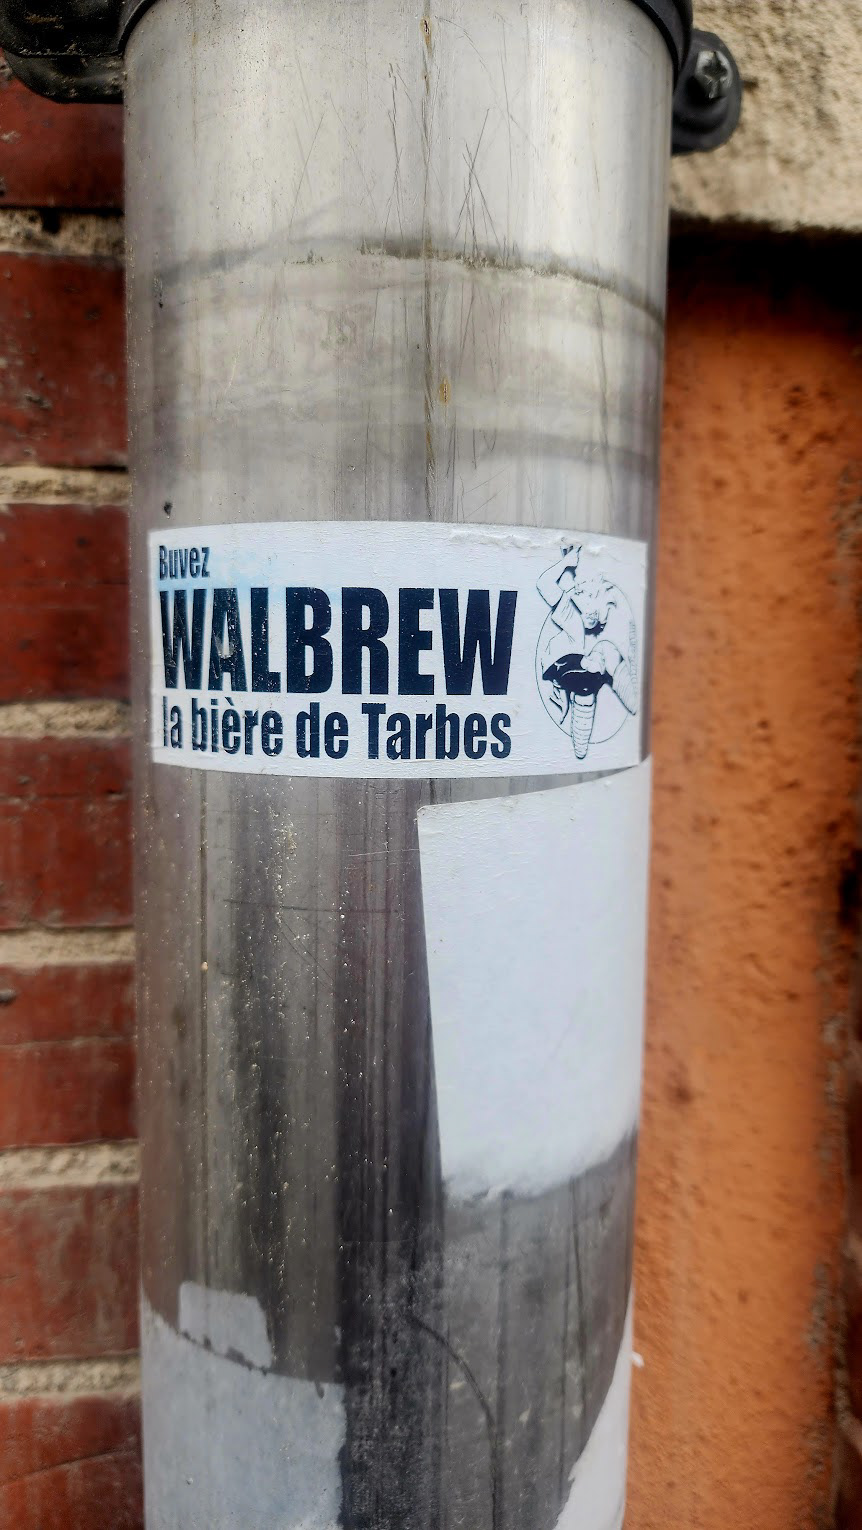 Buvez
WALBREW
la bière de Tarbes